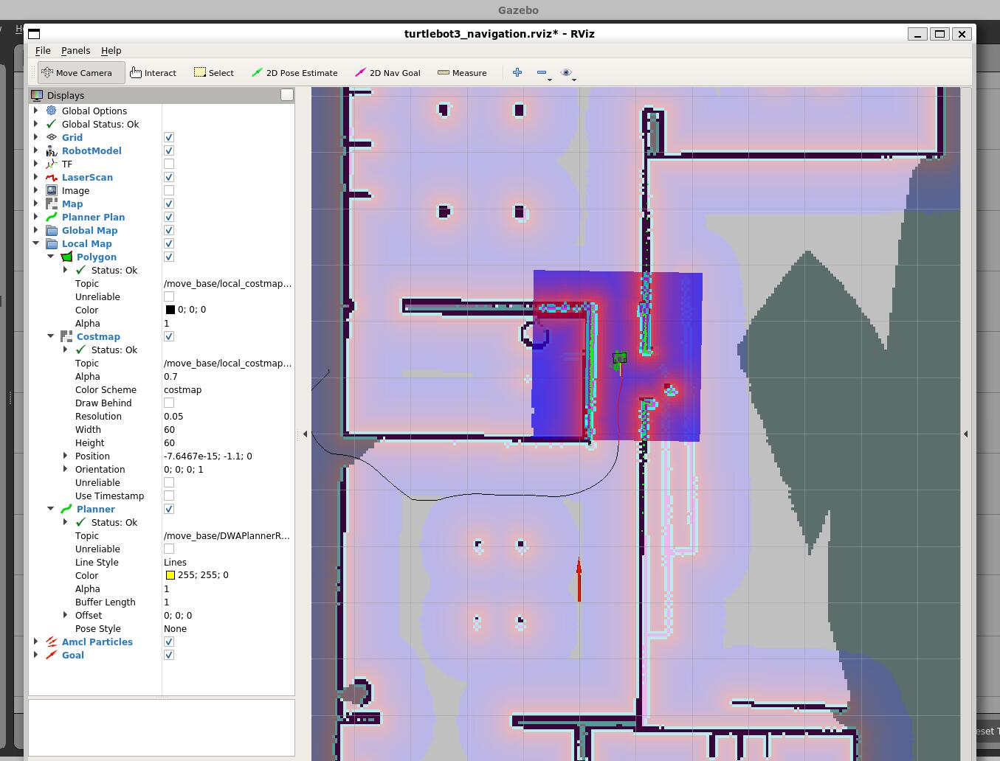 Gazebo
turtlebot3_navigation.rviz* - RViz
File Panels Help
Move Camera Interact Select 2D Pose Estimate 2D Nav Goal Measure
Displays
Global Options
Global Status: Ok
Grid
RobotModel
TF
LaserScan
Image
Map
Planner Plan
Global Map
Local Map
Polygon
Status: Ok
Topic /move_base/local_costmap...
Unreliable
Color 0; 0; 0
Alpha 1
Costmap
Status: Ok
Topic /move_base/local_costmap...
Alpha 0.7
Color Scheme costmap
Draw Behind
Resolution 0.05
Width 60
Height 60
Position -7.6467e-15; -1.1; 0
Orientation 0; 0; 0; 1
Unreliable
Use Timestamp
Planner
Status: Ok
Topic /move_base/DWAPlannerR...
Unreliable
Line Style Lines
Color 255; 255; 0
Alpha 1
Buffer Length 1
Offset 0; 0; 0
Pose Style None
Amcl Particles
Goal